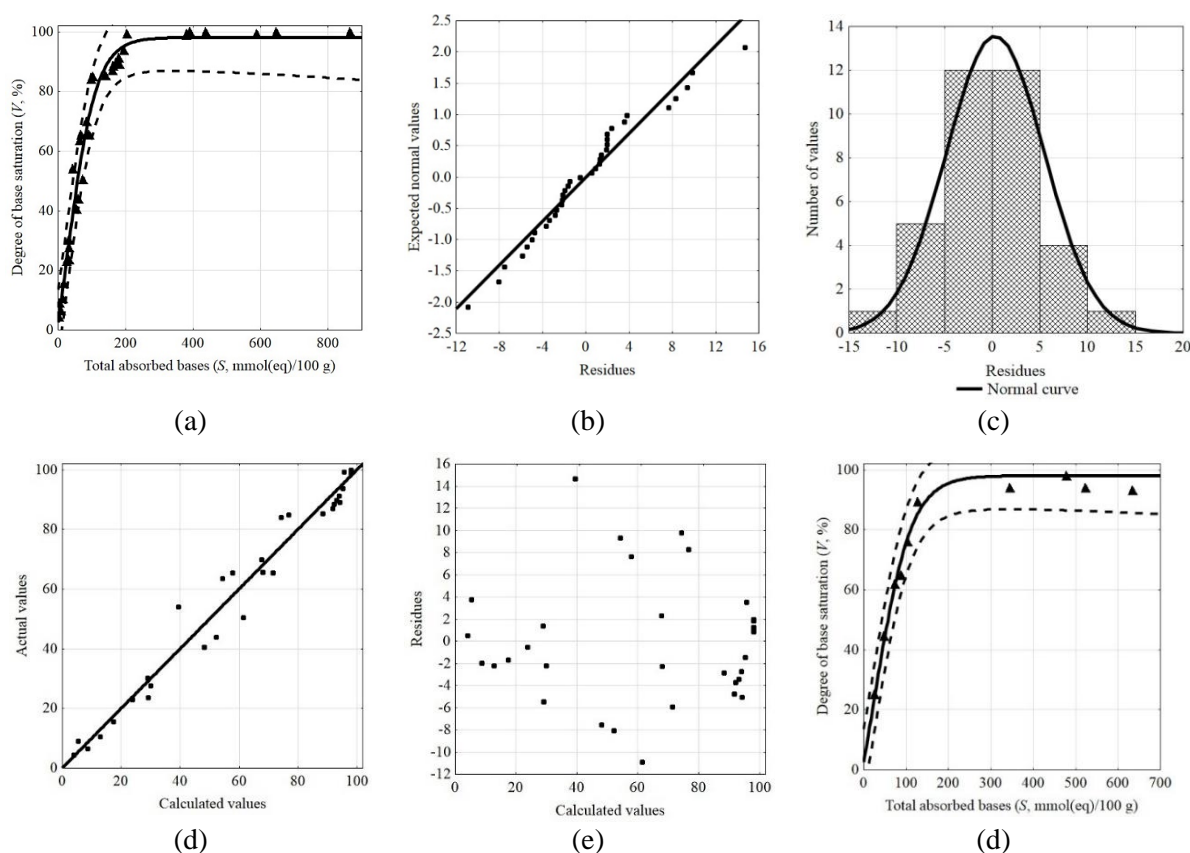 Degree of base saturation (V, %)
100
80
60
40
20
0
0 200 400 600 800
Total absorbed bases (S, mmol(eq)/100 g)
(a)
Expected normal values
2.5
2.0
1.5
1.0
0.5
0.0
-0.5
-1.0
-1.5
-2.0
-2.5
-12 -8 -4 0 4 8 12 16
Residues
(b)
Number of values
14
12
10
8
6
4
2
0
-15 -10 -5 0 5 10 15 20
Residues
Normal curve
(c)
Actual values
100
80
60
40
20
0
0 20 40 60 80 100
Calculated values
(d)
Residues
16
14
12
10
8
6
4
2
0
-2
-4
-6
-8
-10
-12
0 20 40 60 80 100
Calculated values
(e)
Degree of base saturation (V, %)
100
80
60
40
20
0
0 100 200 300 400 500 600 700
Total absorbed bases (S, mmol(eq)/100 g)
(d)